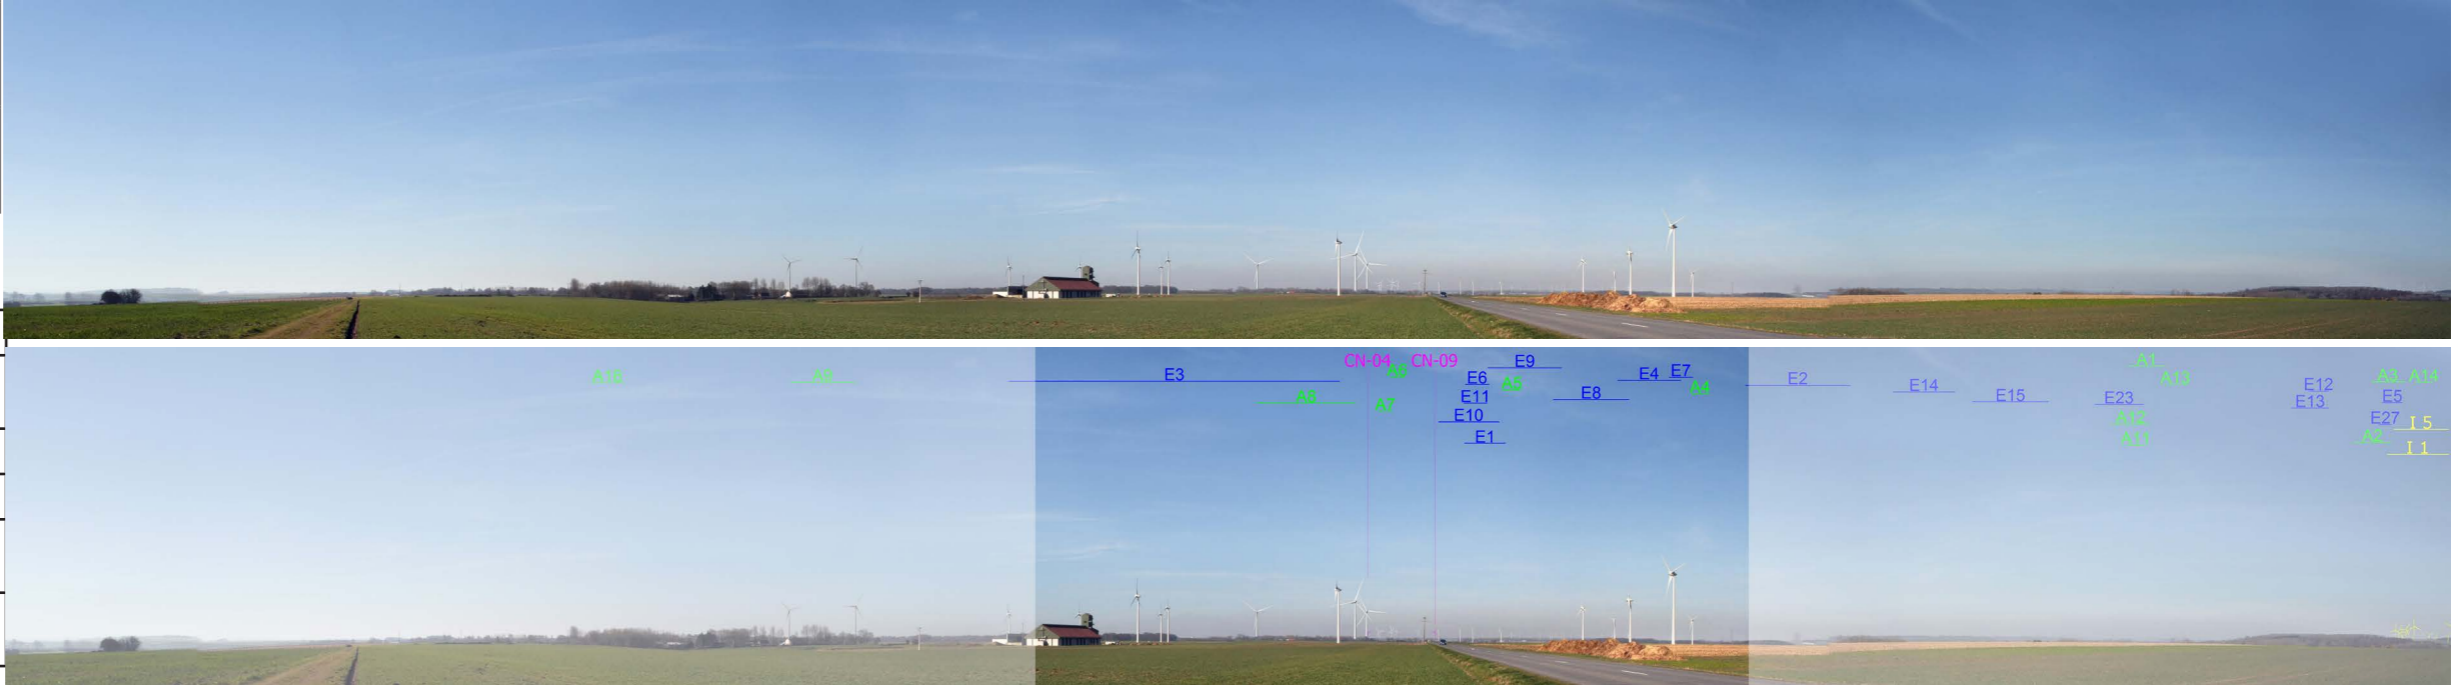 CN-04 CN-09 E9 A1
A10 A9 E3 A6 E6 A5 E4 E7 A4 E2 E14 A13 E12 A3 A14
A8 A7 E11 E8 E15 E23 E13 E5
E10 A12 E27 I 5
E1 A11 A2 I 1